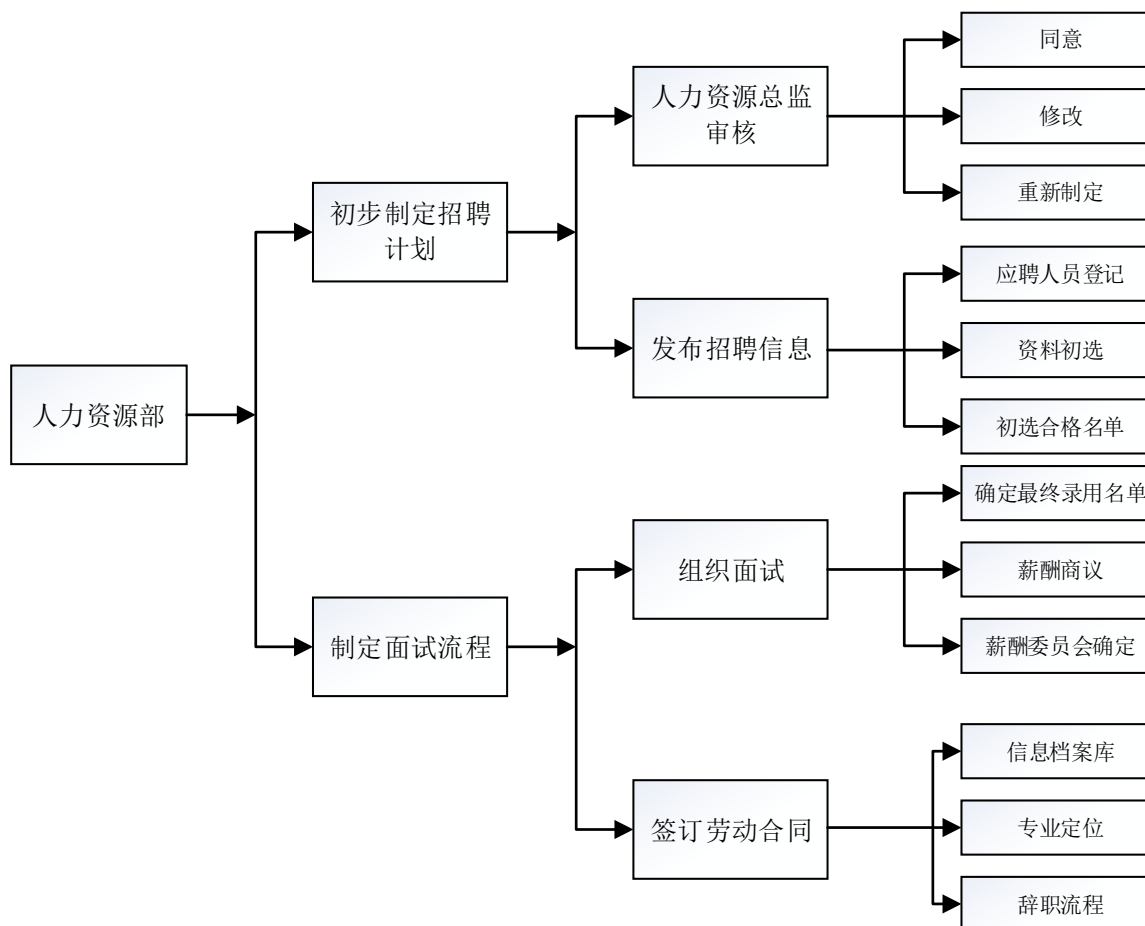 人力资源部
初步制定招聘
计划
制定面试流程
人力资源总监
审核
发布招聘信息
组织面试
签订劳动合同
同意
修改
重新制定
应聘人员登记
资料初选
初选合格名单
确定最终录用名单
薪酬商议
薪酬委员会确定
信息档案库
专业定位
辞职流程